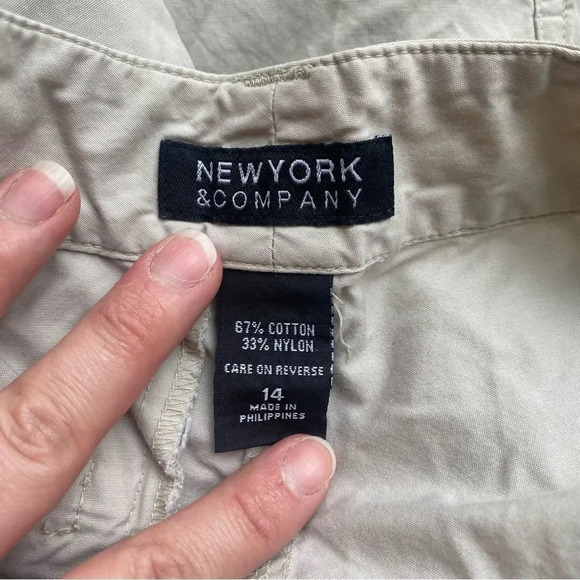 NEWYORK
&COMPANY
67% COTTON
33% NYLON
CARE ON REVERSE
14
MADE IN
PHILIPPINES